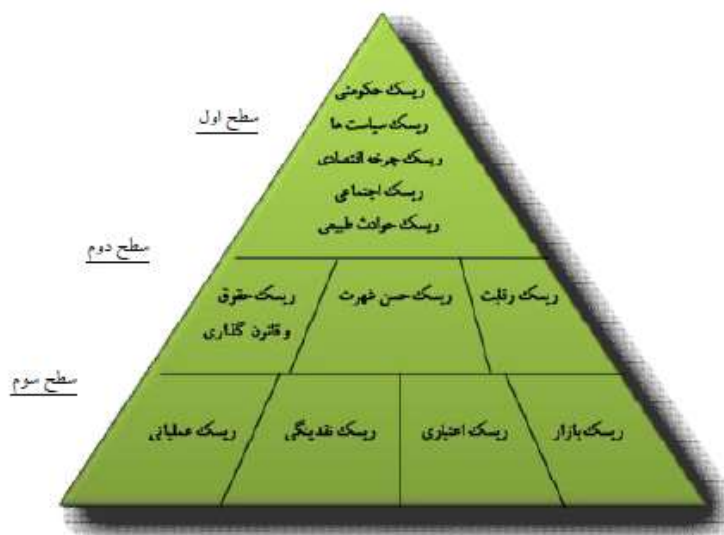 سطح اول
ریسک حکومتی
ریسک سیاست ها
ریسک چرخه اقتصادی
ریسک اجتماعی
ریسک حوادث طبیعی
سطح دوم
ریسک رقابت
ریسک حسن شهرت
ریسک حقوق
و قانون گذاری
سطح سوم
ریسک بازار
ریسک اعتباری
ریسک نقدینگی
ریسک عملیاتی